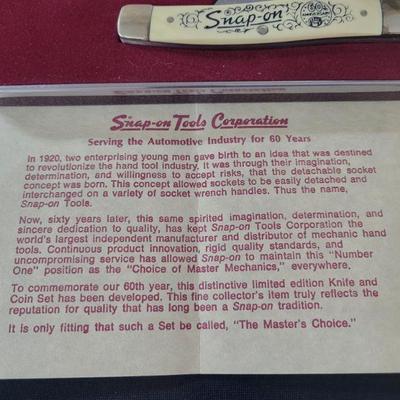 Snap-on
60
Snap-on Tools Corporation
Serving the Automotive Industry for 60 Years
In 1920, two enterprising young men gave birth to an idea that was destined
to revolutionize the hand tool industry. It was through their imagination,
determination, and willingness to accept risks, that the detachable socket
concept was born. This concept allowed sockets to be easily detached and
interchanged on a variety of socket wrench handles. Thus the name,
Snap-on Tools.
Now, sixty years later, this same spirited imagination, determination, and
sincere dedication to quality, has kept Snap-on Tools Corporation the
world's largest independent manufacturer and distributor of mechanic hand
tools. Continuous product innovation, rigid quality standards, and
uncompromising service has allowed Snap-on to maintain this "Number
One" position as the "Choice of Master Mechanics," everywhere.
To commemorate our 60th year, this distinctive limited edition Knife and
Coin Set has been developed. This fine collector's item truly reflects the
reputation for quality that has long been a Snap-on tradition.
It is only fitting that such a Set be called, "The Master's Choice."